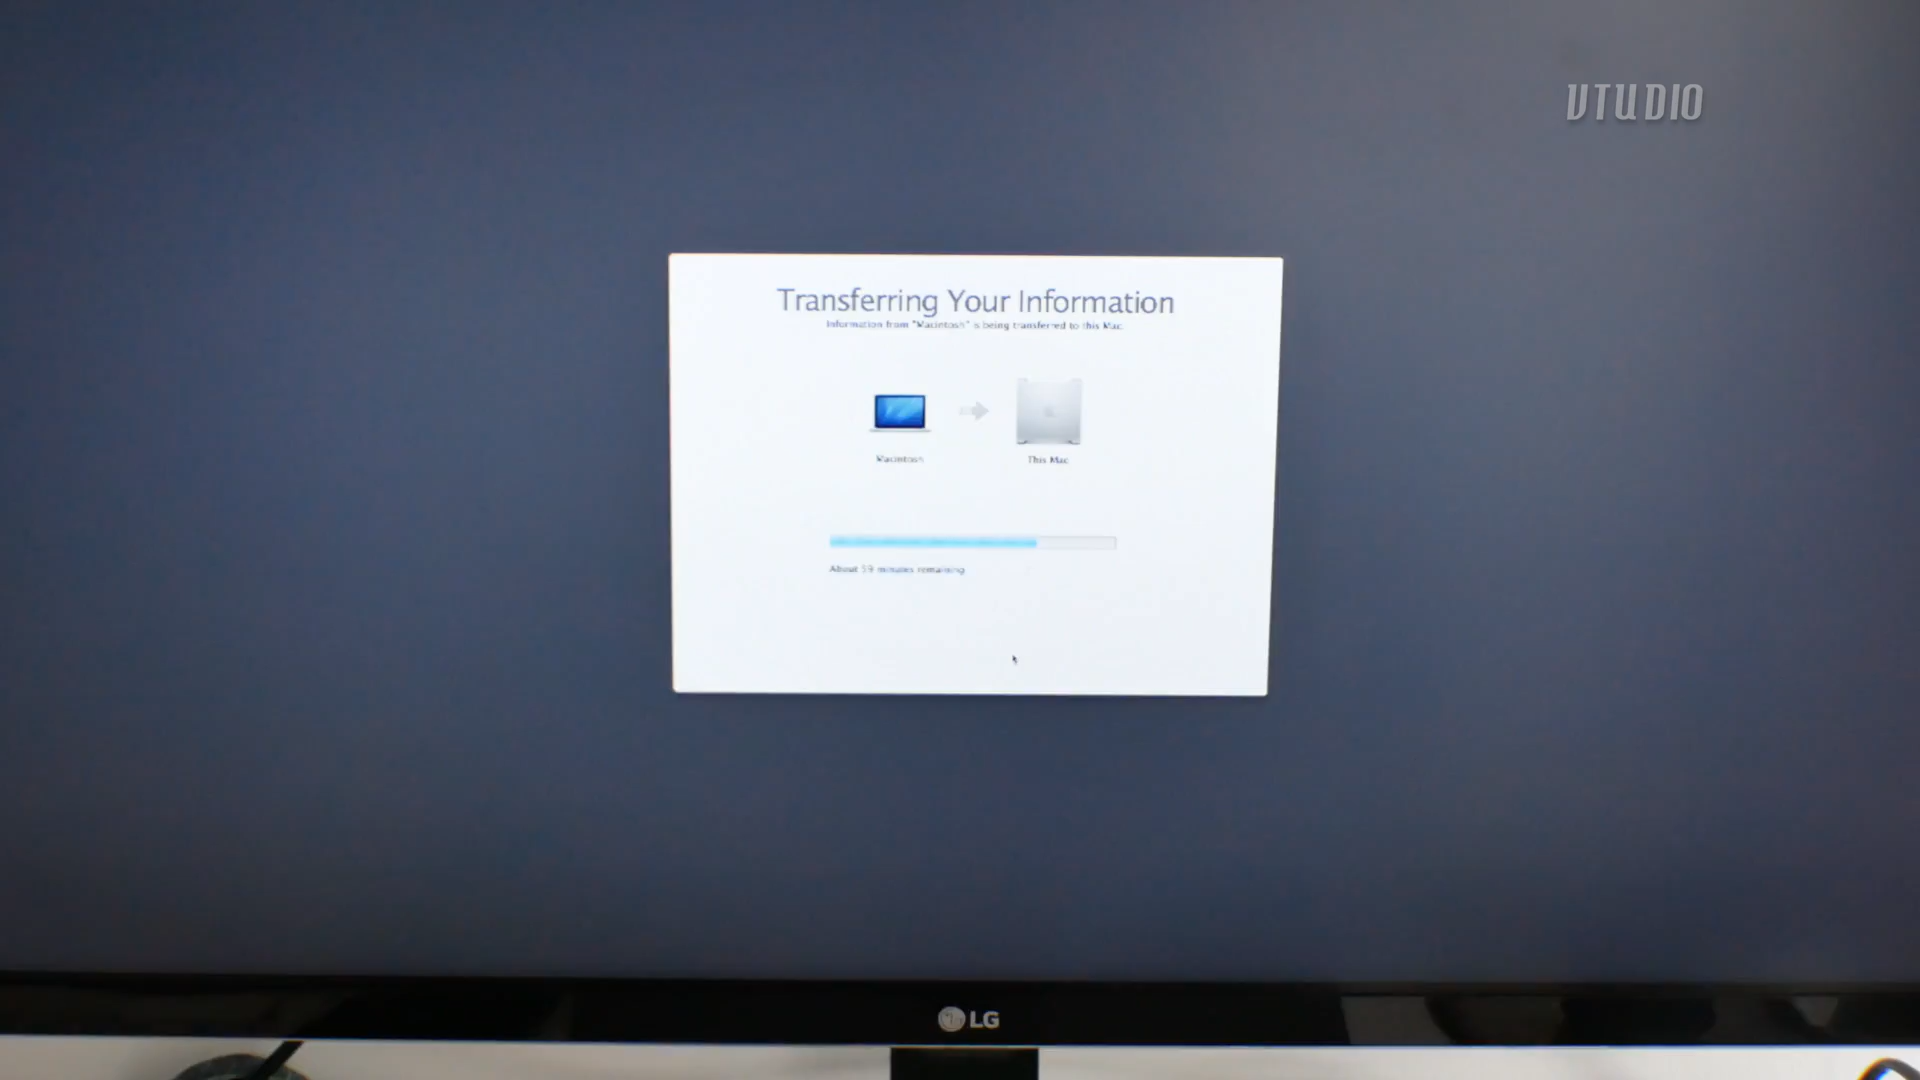 VTUDIO
Transferring Your Information
Information from "Macintosh" is being transferred to this Mac.
Macintosh
This Mac
About 59 minutes remaining
LG